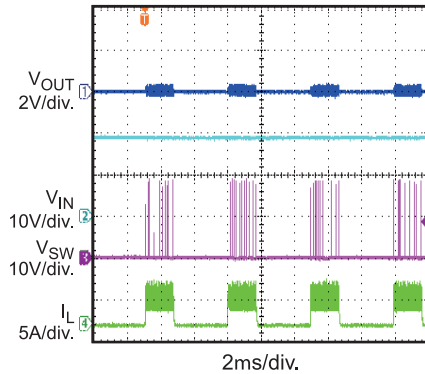 T
VOUT
2V/div.
1
VIN
10V/div.
2
VSW
10V/div.
3
IL
5A/div.
4
2ms/div.